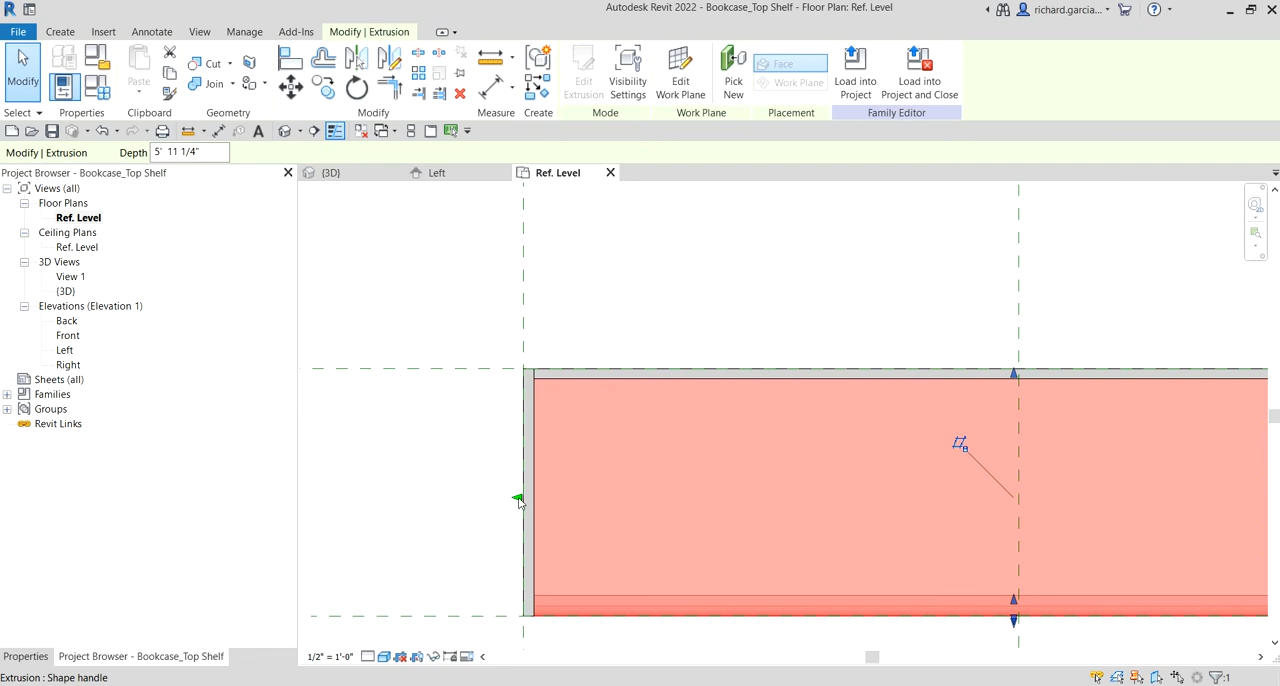 Autodesk Revit 2022 - Bookcase_Top Shelf - Floor Plan: Ref. Level
richard.garcia...
File Create Insert Annotate View Manage Add-Ins Modify | Extrusion
Modify
Paste
Cut
Join
Edit Extrusion
Visibility Settings
Edit Work Plane
Pick New
Face
Work Plane
Load into Project
Load into Project and Close
Select Properties Clipboard Geometry Modify Measure Create Mode Work Plane Placement Family Editor
Modify | Extrusion Depth 5' 11 1/4"
Project Browser - Bookcase_Top Shelf
{3D} Left Ref. Level
Views (all)
Floor Plans
Ref. Level
Ceiling Plans
Ref. Level
3D Views
View 1
{3D}
Elevations (Elevation 1)
Back
Front
Left
Right
Sheets (all)
Families
Groups
Revit Links
Properties Project Browser - Bookcase_Top Shelf
1/2" = 1'-0"
Extrusion : Shape handle
:1